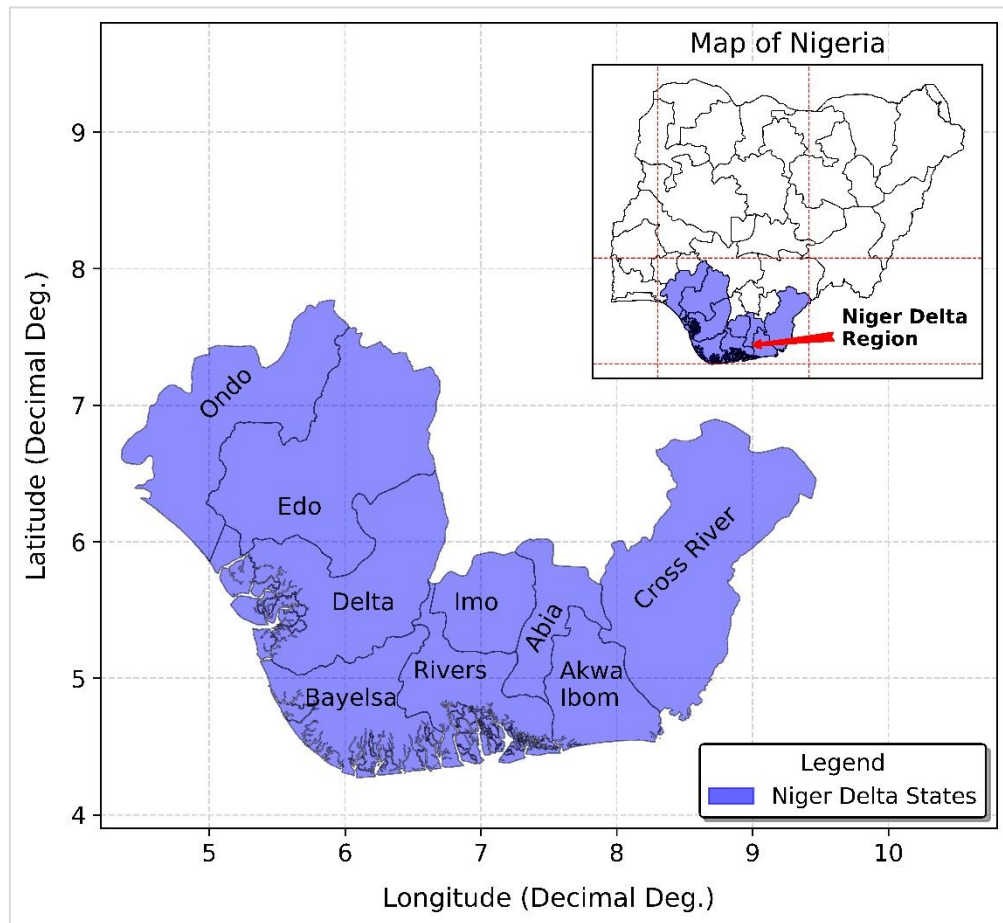 Map of Nigeria
Niger Delta
Region
Latitude (Decimal Deg.)
9
8
7
6
5
4
Ondo
Edo
Delta
Imo
Abia
Cross River
Rivers
Bayelsa
Akwa
Ibom
Legend
Niger Delta States
5
6
7
8
9
10
Longitude (Decimal Deg.)